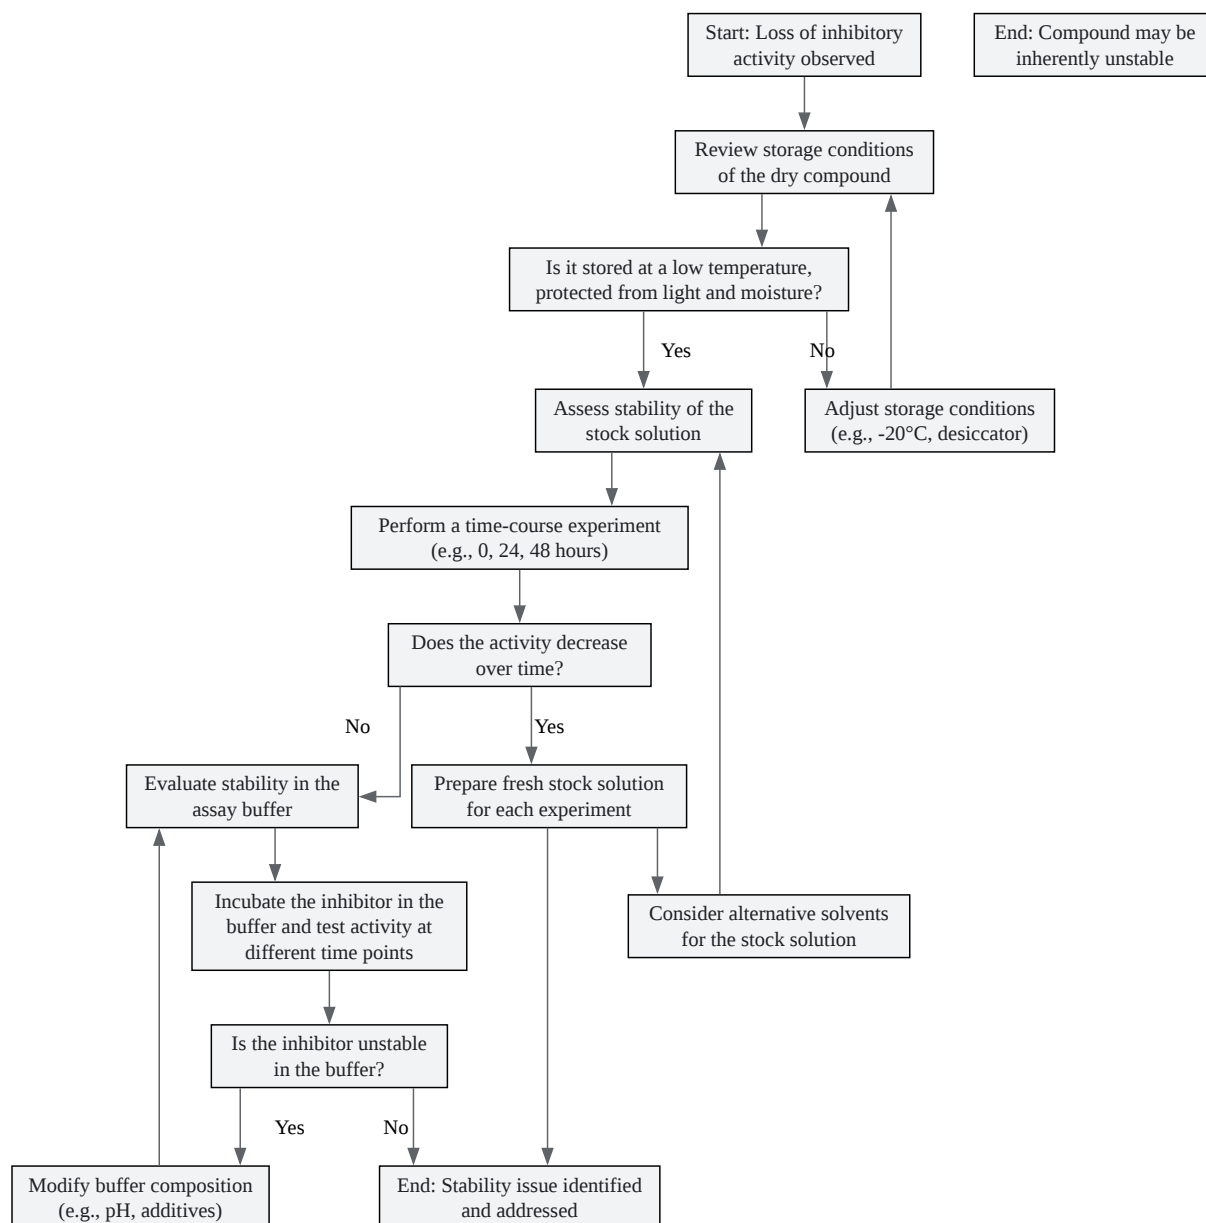 Start: Loss of inhibitory
activity observed
End: Compound may be
inherently unstable
Review storage conditions
of the dry compound
Is it stored at a low temperature,
protected from light and moisture?
Yes
No
Assess stability of the
stock solution
Adjust storage conditions
(e.g., -20°C, desiccator)
Perform a time-course experiment
(e.g., 0, 24, 48 hours)
Does the activity decrease
over time?
No
Yes
Evaluate stability in the
assay buffer
Prepare fresh stock solution
for each experiment
Incubate the inhibitor in the
buffer and test activity at
different time points
Consider alternative solvents
for the stock solution
Is the inhibitor unstable
in the buffer?
Yes
No
Modify buffer composition
(e.g., pH, additives)
End: Stability issue identified
and addressed